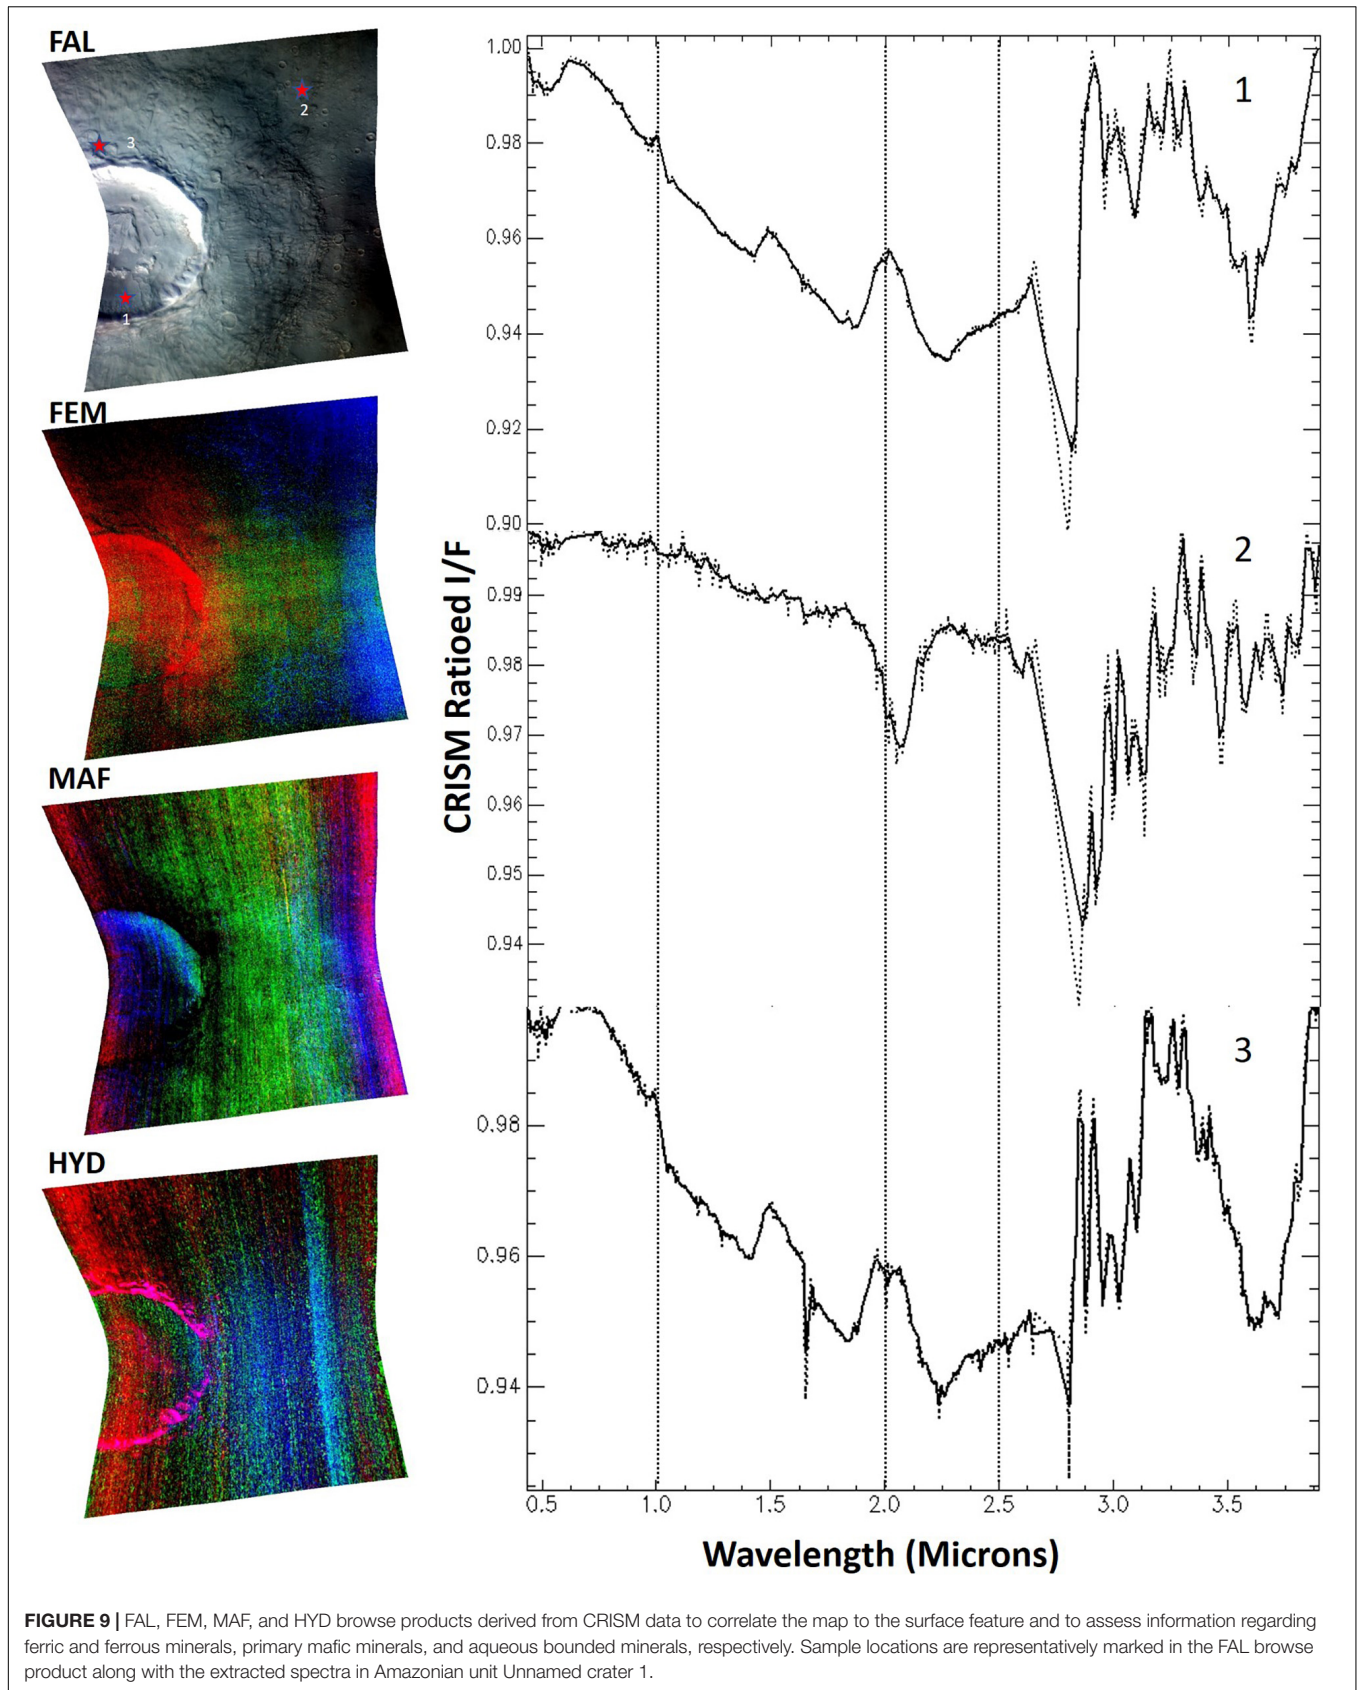 FAL
2
3
1
FEM
MAF
HYD
CRISM Ratioed I/F
1.00
0.98
0.96
0.94
0.92
0.90
0.99
0.98
0.97
0.96
0.95
0.94
0.98
0.96
0.94
1
2
3
0.5 1.0 1.5 2.0 2.5 3.0 3.5
Wavelength (Microns)
FIGURE 9 | FAL, FEM, MAF, and HYD browse products derived from CRISM data to correlate the map to the surface feature and to assess information regarding
ferric and ferrous minerals, primary mafic minerals, and aqueous bounded minerals, respectively. Sample locations are representatively marked in the FAL browse
product along with the extracted spectra in Amazonian unit Unnamed crater 1.